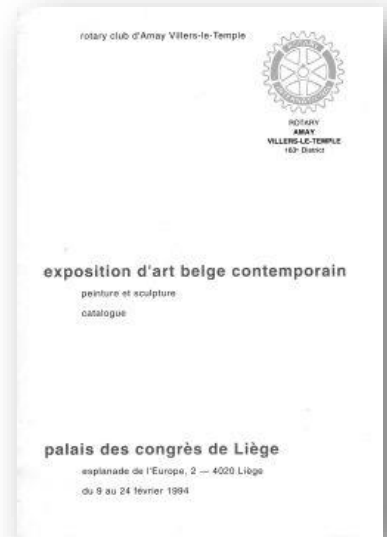 rotary club d'Amay Villers-le-Temple
ROTARY
INTERNATIONAL
ROTARY
AMAY
VILLERS-LE-TEMPLE
163e District
exposition d'art belge contemporain
peinture et sculpture
catalogue
palais des congrès de Liège
esplanade de l'Europe, 2 — 4020 Liège
du 9 au 24 février 1994